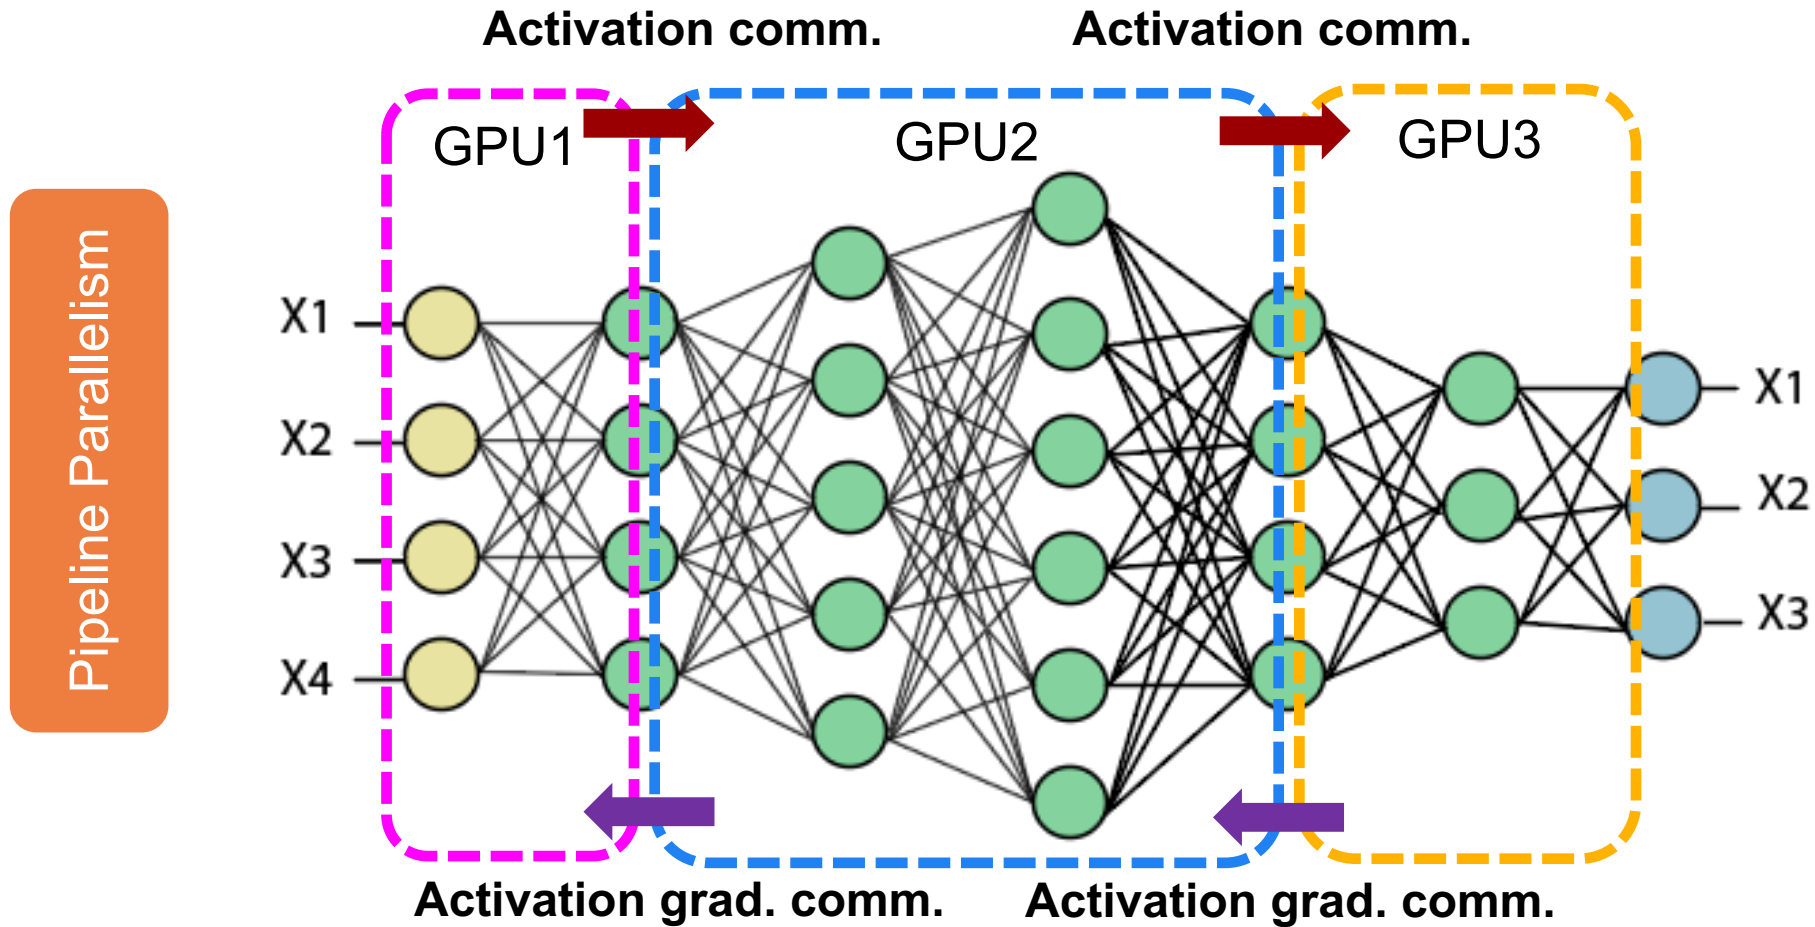 Activation comm.
Activation comm.
GPU1
GPU2
GPU3
Pipeline Parallelism
X1
X2
X3
X4
X1
X2
X3
Activation grad. comm.
Activation grad. comm.